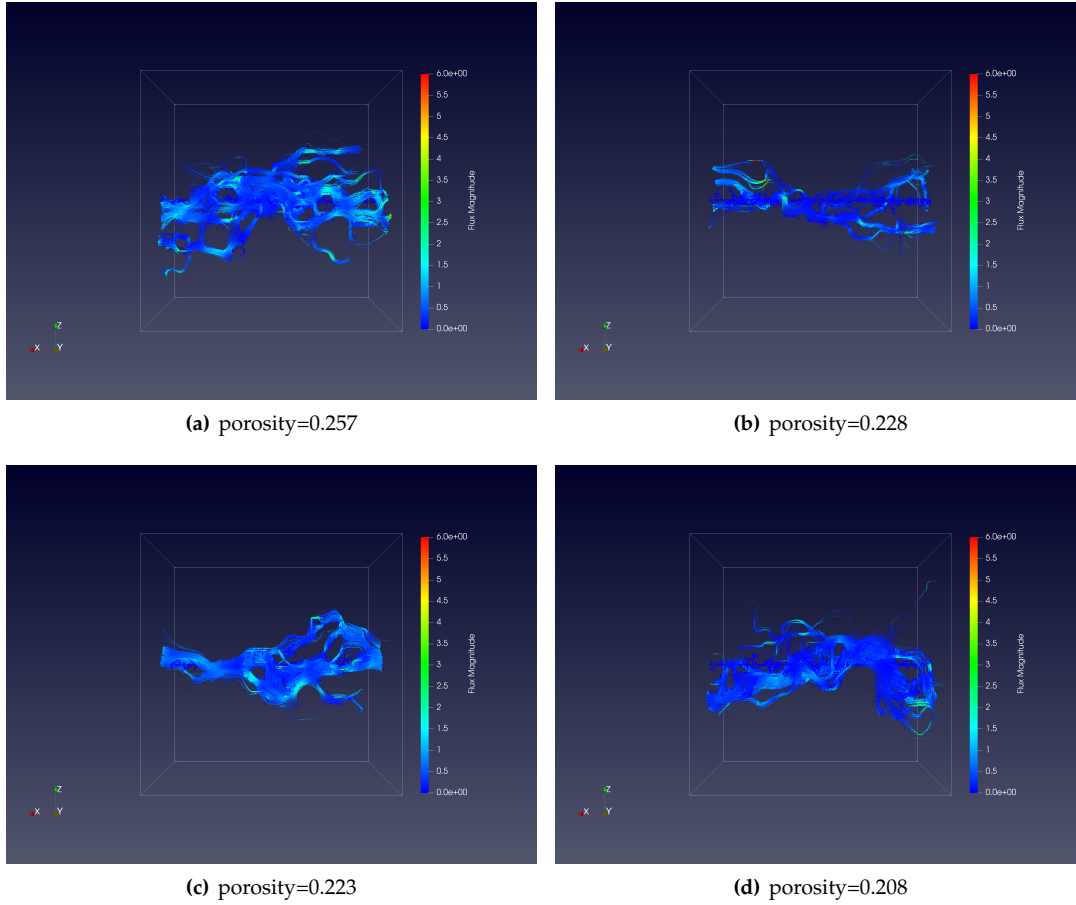 6.0e+00
5.5
5
4.5
4
3.5
3
2.5
2
1.5
1
0.5
0.0e+00
Flux Magnitude
Z
X
Y
(a) porosity=0.257
6.0e+00
5.5
5
4.5
4
3.5
3
2.5
2
1.5
1
0.5
0.0e+00
Flux Magnitude
Z
X
Y
(b) porosity=0.228
6.0e+00
5.5
5
4.5
4
3.5
3
2.5
2
1.5
1
0.5
0.0e+00
Flux Magnitude
Z
X
Y
(c) porosity=0.223
6.0e+00
5.5
5
4.5
4
3.5
3
2.5
2
1.5
1
0.5
0.0e+00
Flux Magnitude
Z
X
Y
(d) porosity=0.208